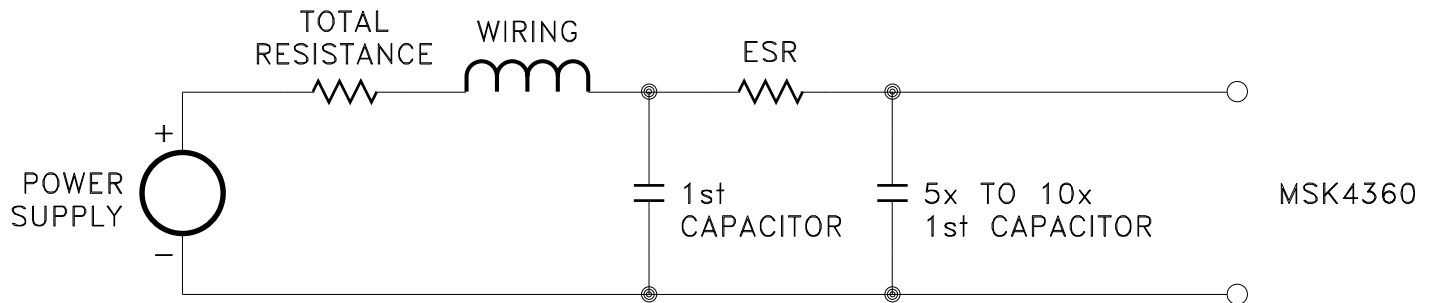 TOTAL
RESISTANCE
WIRING
ESR
+
POWER
SUPPLY
−
1st
CAPACITOR
5x TO 10x
1st CAPACITOR
MSK4360